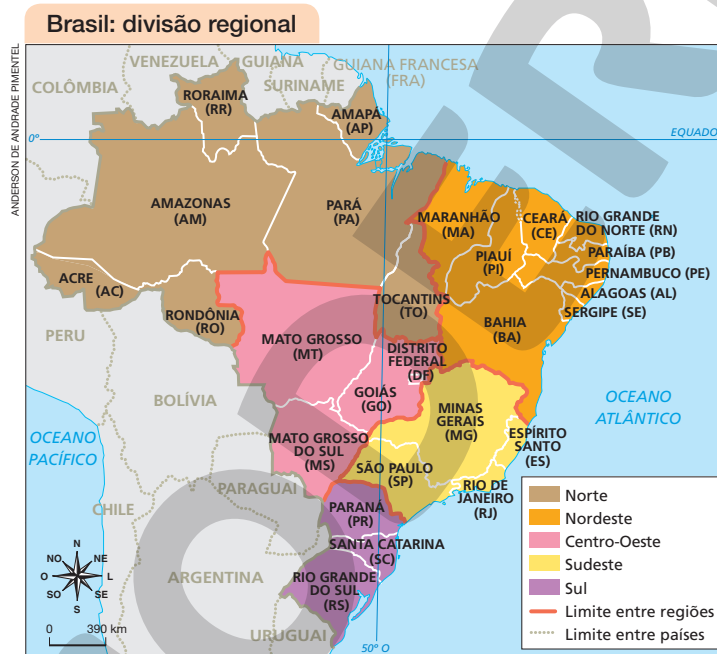 Brasil: divisão regional
ANDERSON DE ANDRADE PIMENTEL
VENEZUELA
GUIANA
GUIANA FRANCESA
(FRA)
COLÔMBIA
SURINAME
RORAIMA
(RR)
AMAPÁ
(AP)
0°
EQUADO
AMAZONAS
(AM)
PARÁ
(PA)
MARANHÃO
(MA)
CEARÁ
(CE)
RIO GRANDE
DO NORTE (RN)
PIAUÍ
(PI)
PARAÍBA (PB)
PERNAMBUCO (PE)
ACRE (AC)
ALAGOAS (AL)
SERGIPE (SE)
TOCANTINS
(TO)
RONDÔNIA
(RO)
BAHIA
(BA)
PERU
MATO GROSSO
(MT)
DISTRITO
FEDERAL
(DF)
BOLÍVIA
GOIÁS
(GO)
OCEANO
ATLÂNTICO
MINAS
GERAIS
(MG)
OCEANO
PACÍFICO
MATO GROSSO
DO SUL
(MS)
ESPÍRITO
SANTO
(ES)
SÃO PAULO
(SP)
RIO DE
JANEIRO
(RJ)
PARAGUAI
CHILE
PARANÁ
(PR)
SANTA CATARINA
(SC)
ARGENTINA
RIO GRANDE
DO SUL
(RS)
URUGUAI
50° O
N
NO
NE
O
L
SO
SE
S
0
390 km
Norte
Nordeste
Centro-Oeste
Sudeste
Sul
Limite entre regiões
Limite entre países